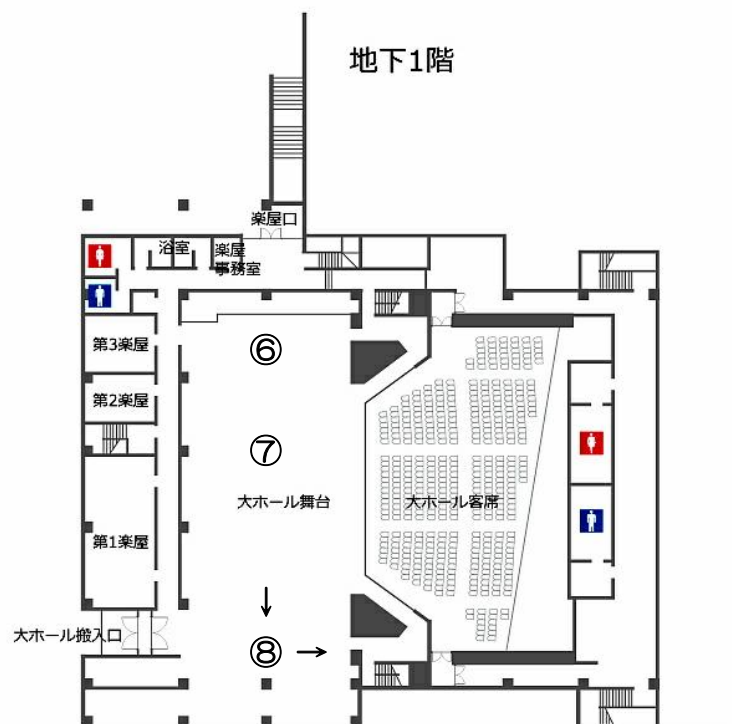 地下1階
楽屋口
浴室
楽屋
事務室
第3楽屋
⑥
第2楽屋
⑦
大ホール舞台
大ホール客席
第1楽屋
大ホール搬入口
⑧